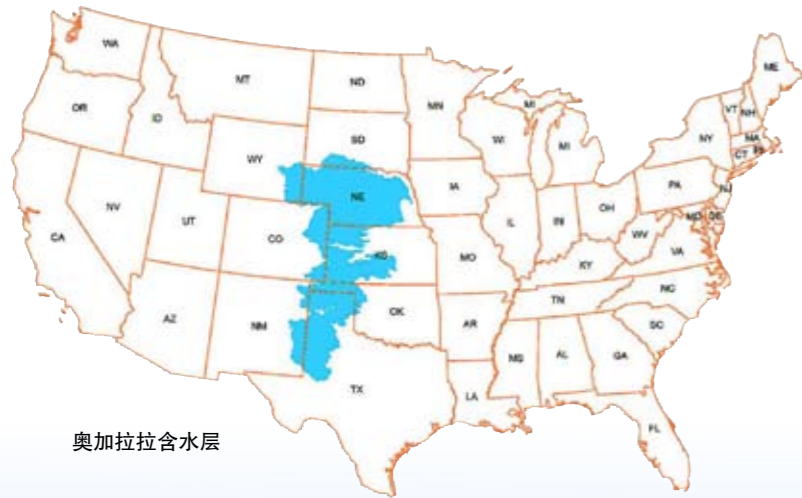 WA
MT
ND
MN
ME
OR
ID
SD
WI
MI
VT
NH
NY
MA
CT
RI
WY
MI
IA
NE
PA
NJ
NV
UT
CO
IL
IN
OH
MD
DE
CA
KS
MO
WV
VA
KY
NC
TN
AZ
NM
OK
AR
SC
MS
AL
GA
TX
LA
FL
奥加拉拉含水层